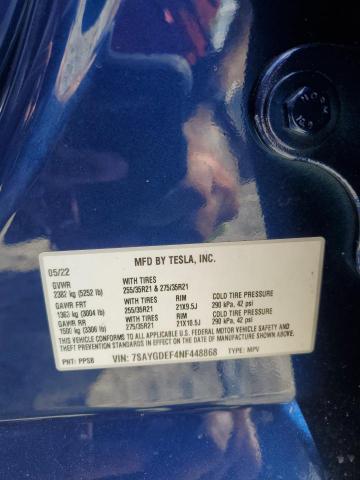 MFD BY TESLA, INC.
05/22
GVWR WITH TIRES
2382 kg (5252 lb) 255/35R21 & 275/35R21
GAWR FRT WITH TIRES RIM COLD TIRE PRESSURE
1363 kg (3004 lb) 255/35R21 21X9.5J 290 kPa, 42 psi
GAWR RR WITH TIRES RIM COLD TIRE PRESSURE
1500 kg (3306 lb) 275/35R21 21X10.5J 290 kPa, 42 psi
THIS VEHICLE CONFORMS TO ALL APPLICABLE U.S. FEDERAL MOTOR VEHICLE SAFETY AND
THEFT PREVENTION STANDARDS IN EFFECT ON THE DATE OF MANUFACTURE SHOWN ABOVE.
PNT: PPSB VIN: 7SAYGDEF4NF448868 TYPE: MPV